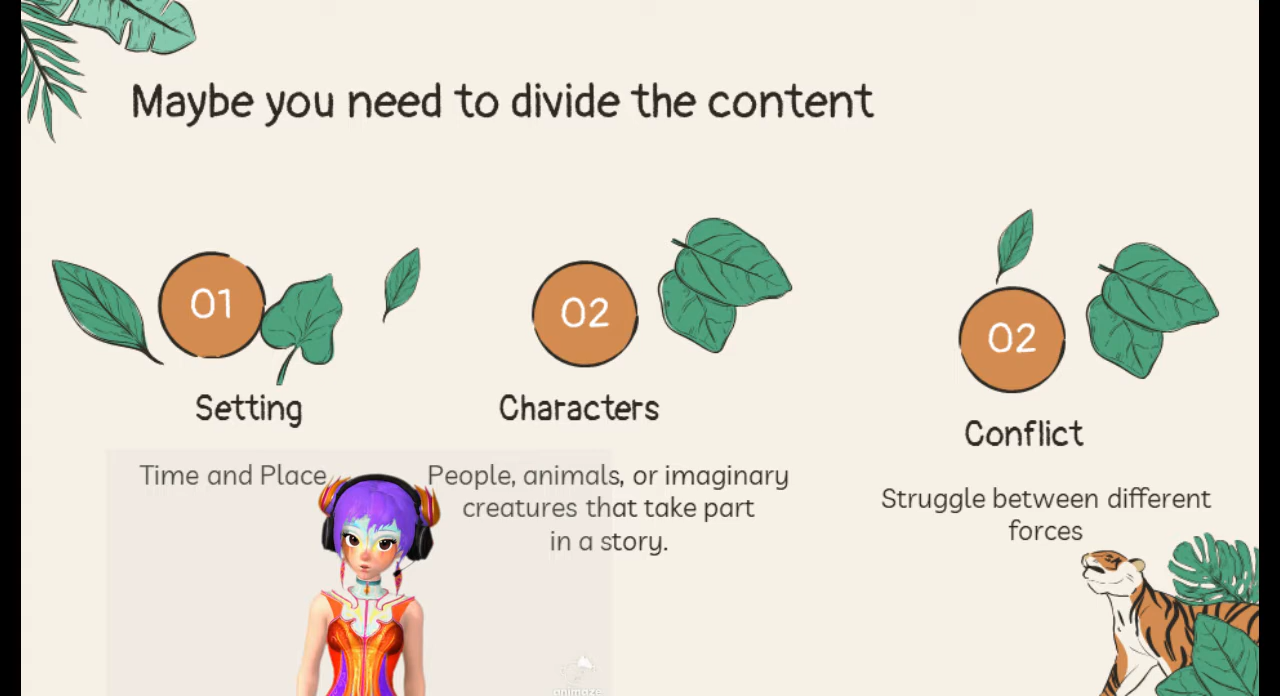 Maybe you need to divide the content
01
02
02
Setting
Characters
Conflict
Time and Place
People, animals, or imaginary
creatures that take part
in a story.
Struggle between different
forces
animaze